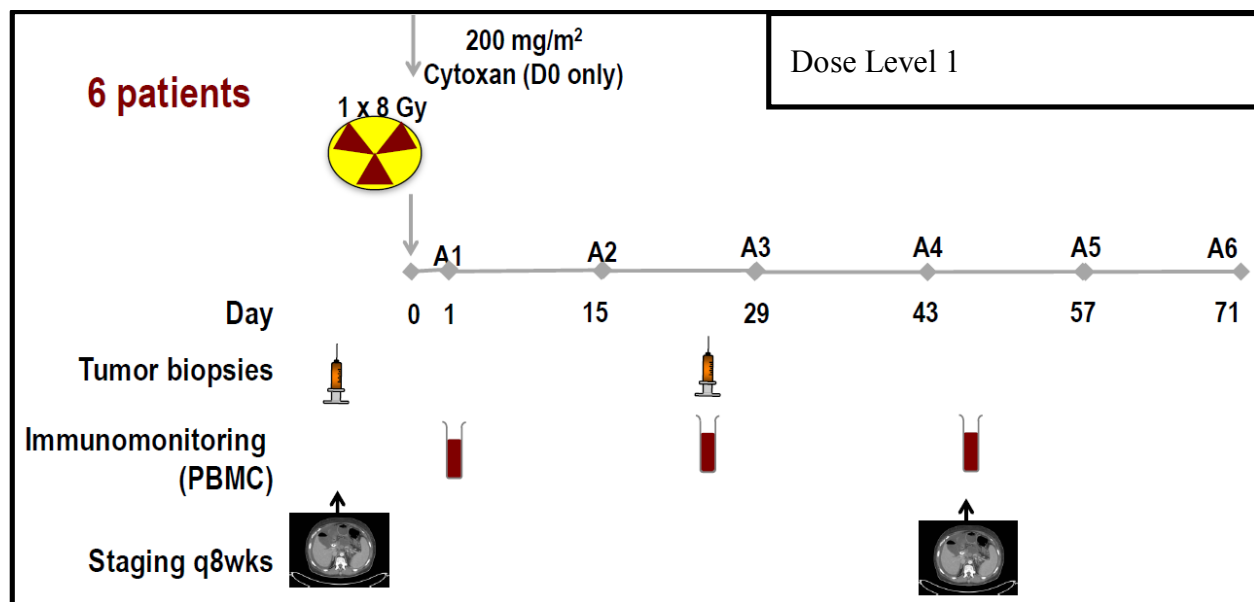 200 mg/m²
Cytoxan (D0 only)
Dose Level 1
6 patients
1 x 8 Gy
A1 A2 A3 A4 A5 A6
Day 0 1 15 29 43 57 71
Tumor biopsies
Immunomonitoring
(PBMC)
Staging q8wks